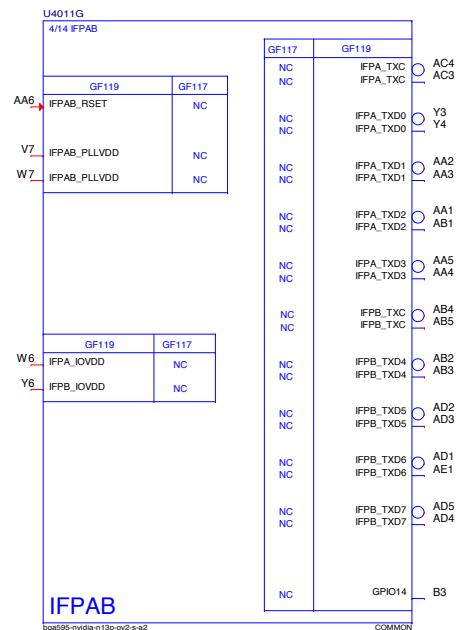 U4011G
4/14 IFPAB
GF117 GF119
NC IFPA_TXC AC4
NC IFPA_TXC AC3
GF119 GF117
AA6 IFPAB_RSET NC
NC IFPA_TXD0 Y3
NC IFPA_TXD0 Y4
V7 IFPAB_PLLVDD NC
W7 IFPAB_PLLVDD NC
NC IFPA_TXD1 AA2
NC IFPA_TXD1 AA3
NC IFPA_TXD2 AA1
NC IFPA_TXD2 AB1
NC IFPA_TXD3 AA5
NC IFPA_TXD3 AA4
NC IFPB_TXC AB4
NC IFPB_TXC AB5
GF119 GF117
W6 IFPA_IOVDD NC
Y6 IFPB_IOVDD NC
NC IFPB_TXD4 AB2
NC IFPB_TXD4 AB3
NC IFPB_TXD5 AD2
NC IFPB_TXD5 AD3
NC IFPB_TXD6 AD1
NC IFPB_TXD6 AE1
NC IFPB_TXD7 AD5
NC IFPB_TXD7 AD4
NC GPIO14 B3
IFPAB
bga595-nvidia-n13p-gv2-s-a2 COMMON